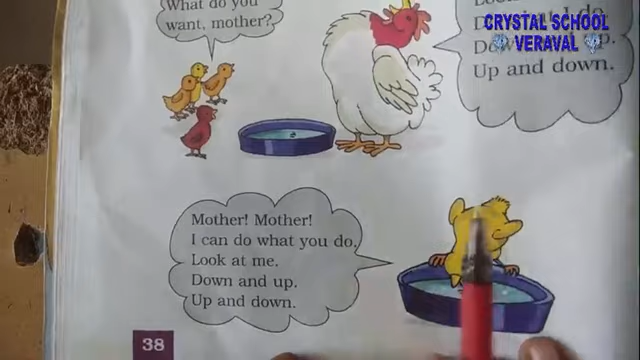 What do you
want, mother?
CRYSTAL SCHOOL
VERAVAL
Up and down.
Mother! Mother!
I can do what you do.
Look at me.
Down and up.
Up and down.
38